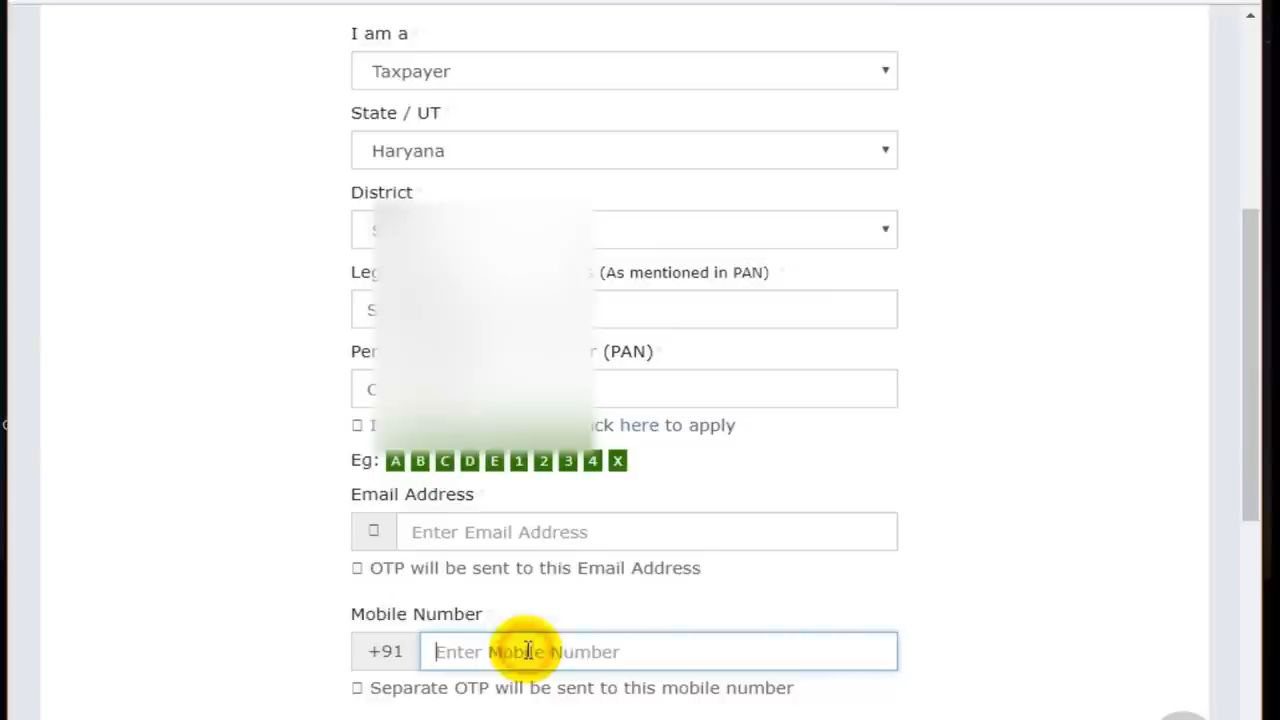 I am a
Taxpayer
State / UT
Haryana
District
(As mentioned in PAN)
(PAN)
here to apply
Eg: A B C D E 1 2 3 4 X
Email Address
Enter Email Address
OTP will be sent to this Email Address
Mobile Number
+91 Enter Mobile Number
Separate OTP will be sent to this mobile number